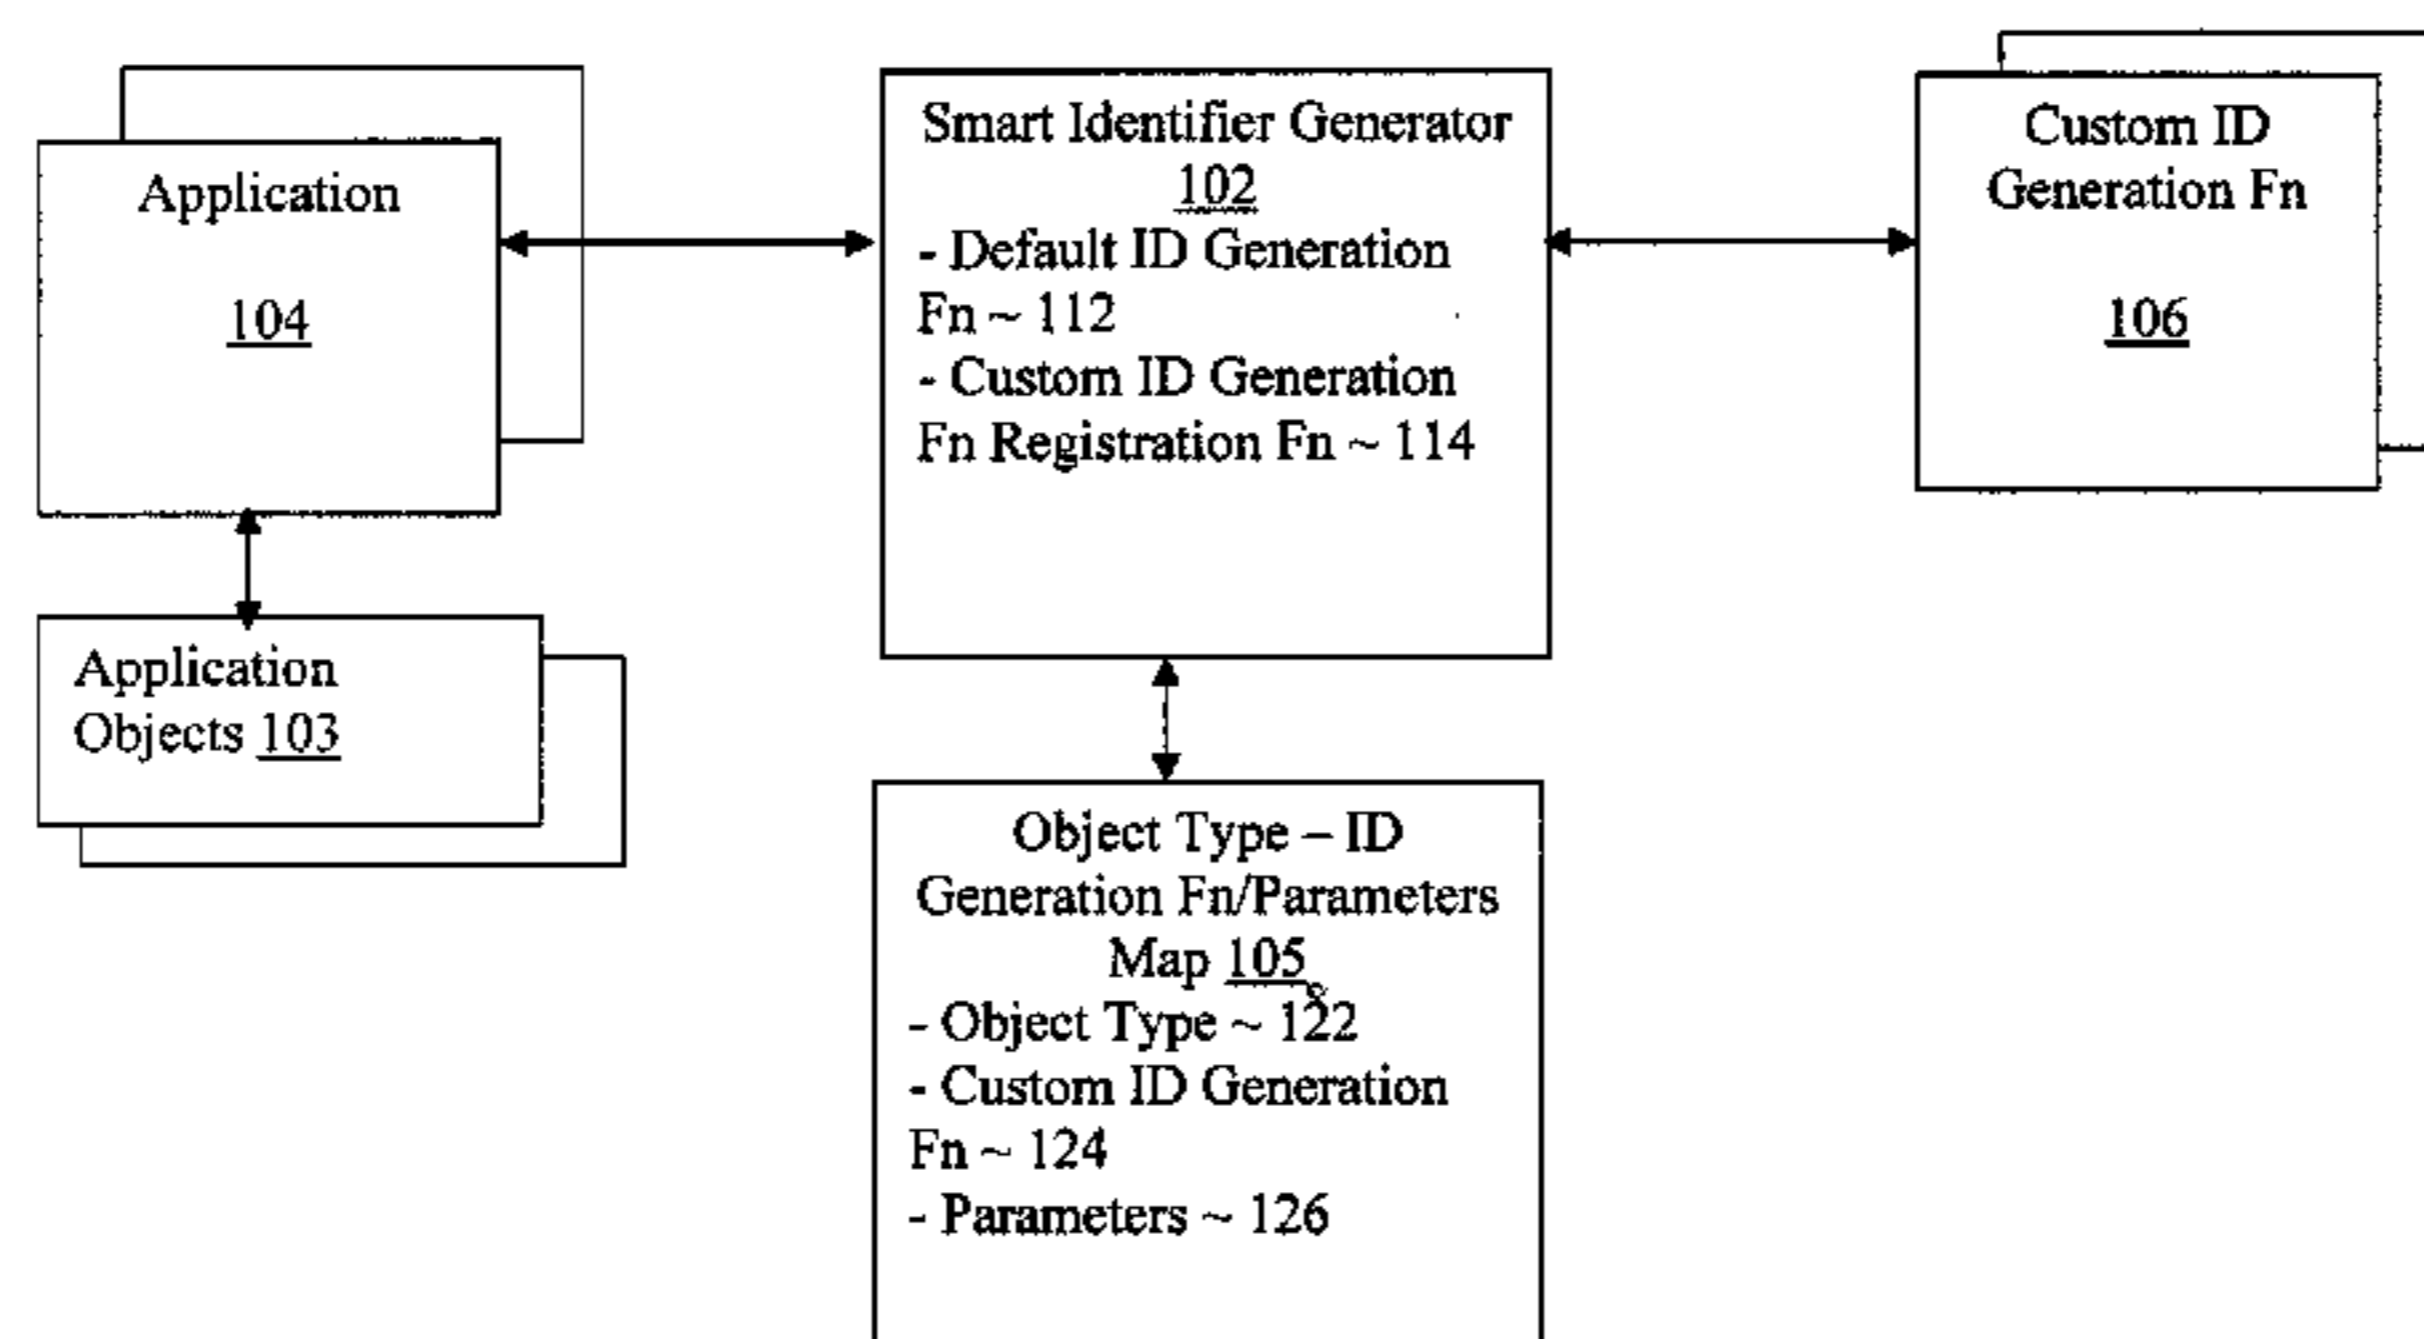 Application
104
Smart Identifier Generator
102
- Default ID Generation
Fn ~ 112
- Custom ID Generation
Fn Registration Fn ~ 114
Custom ID
Generation Fn
106
Application
Objects 103
Object Type – ID
Generation Fn/Parameters
Map 105
- Object Type ~ 122
- Custom ID Generation
Fn ~ 124
- Parameters ~ 126